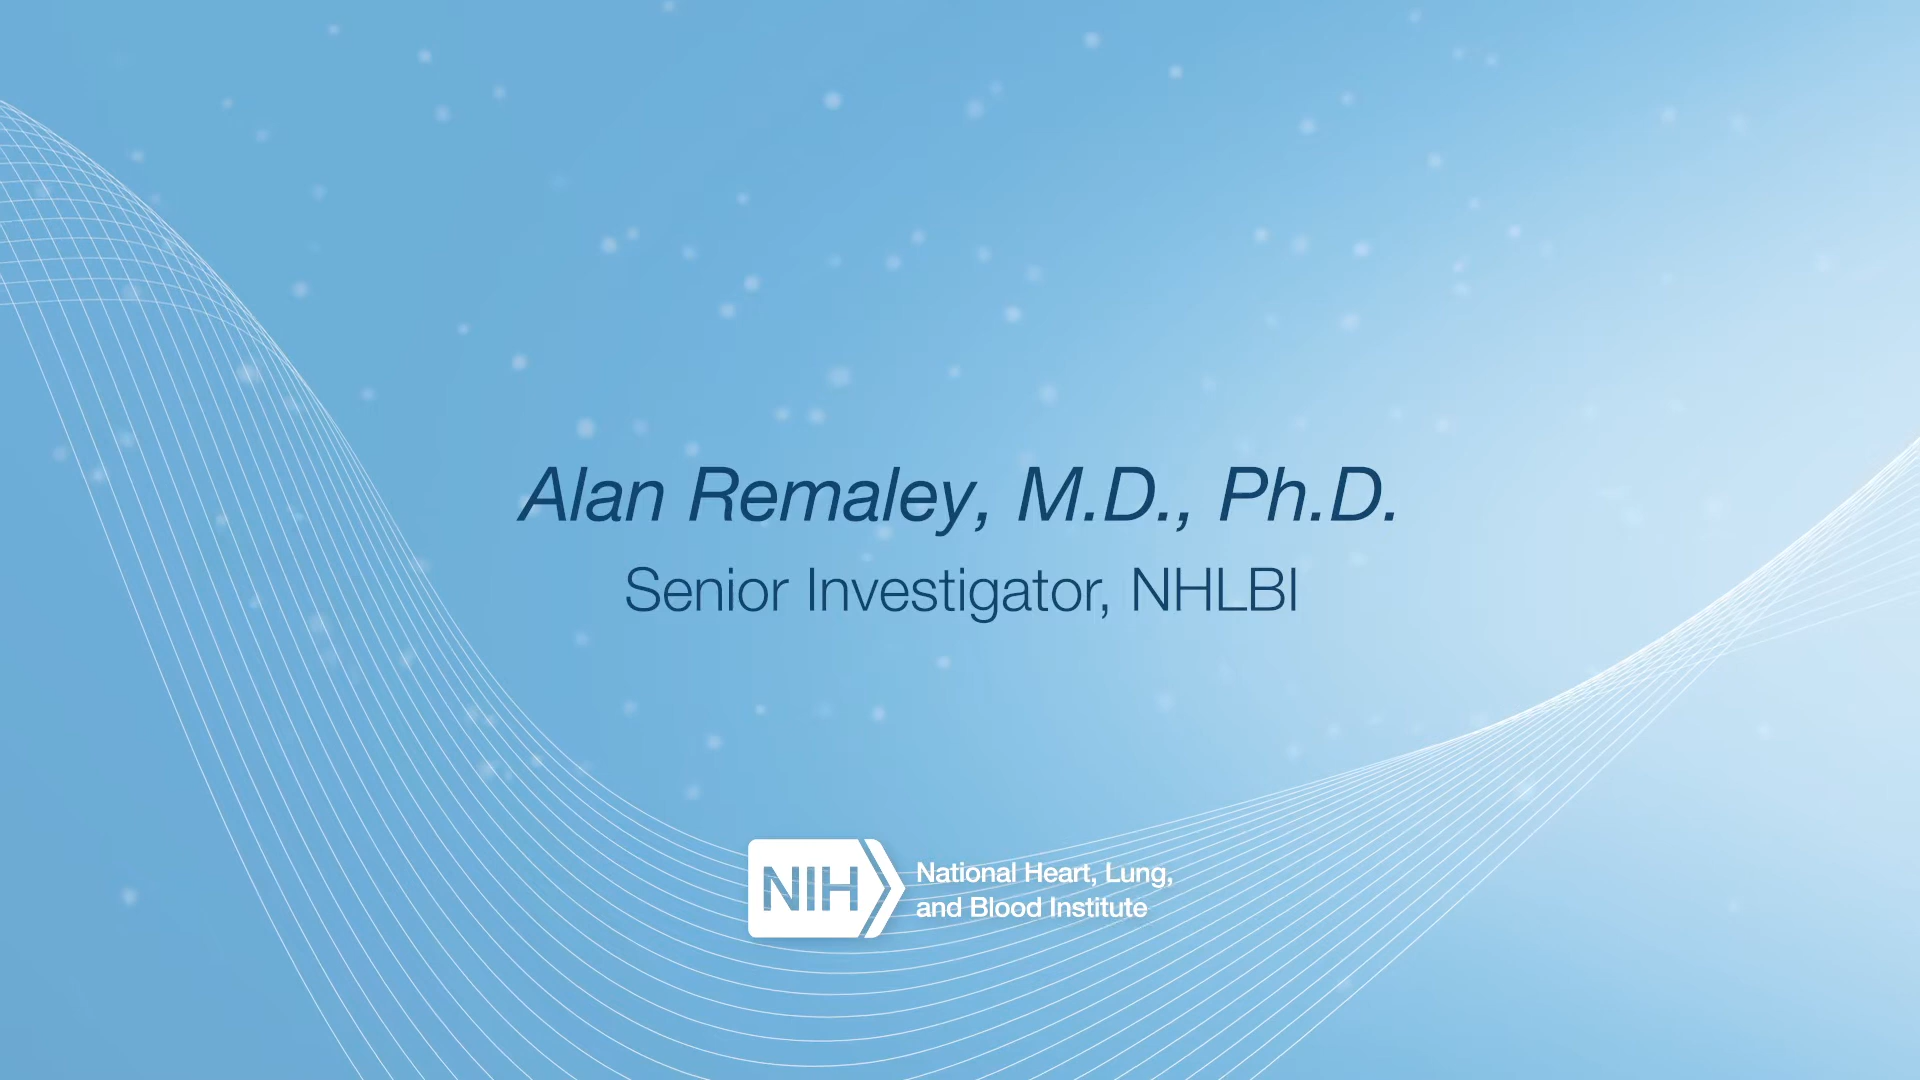 Alan Remaley, M.D., Ph.D.
Senior Investigator, NHLBI
NIH
National Heart, Lung,
and Blood Institute